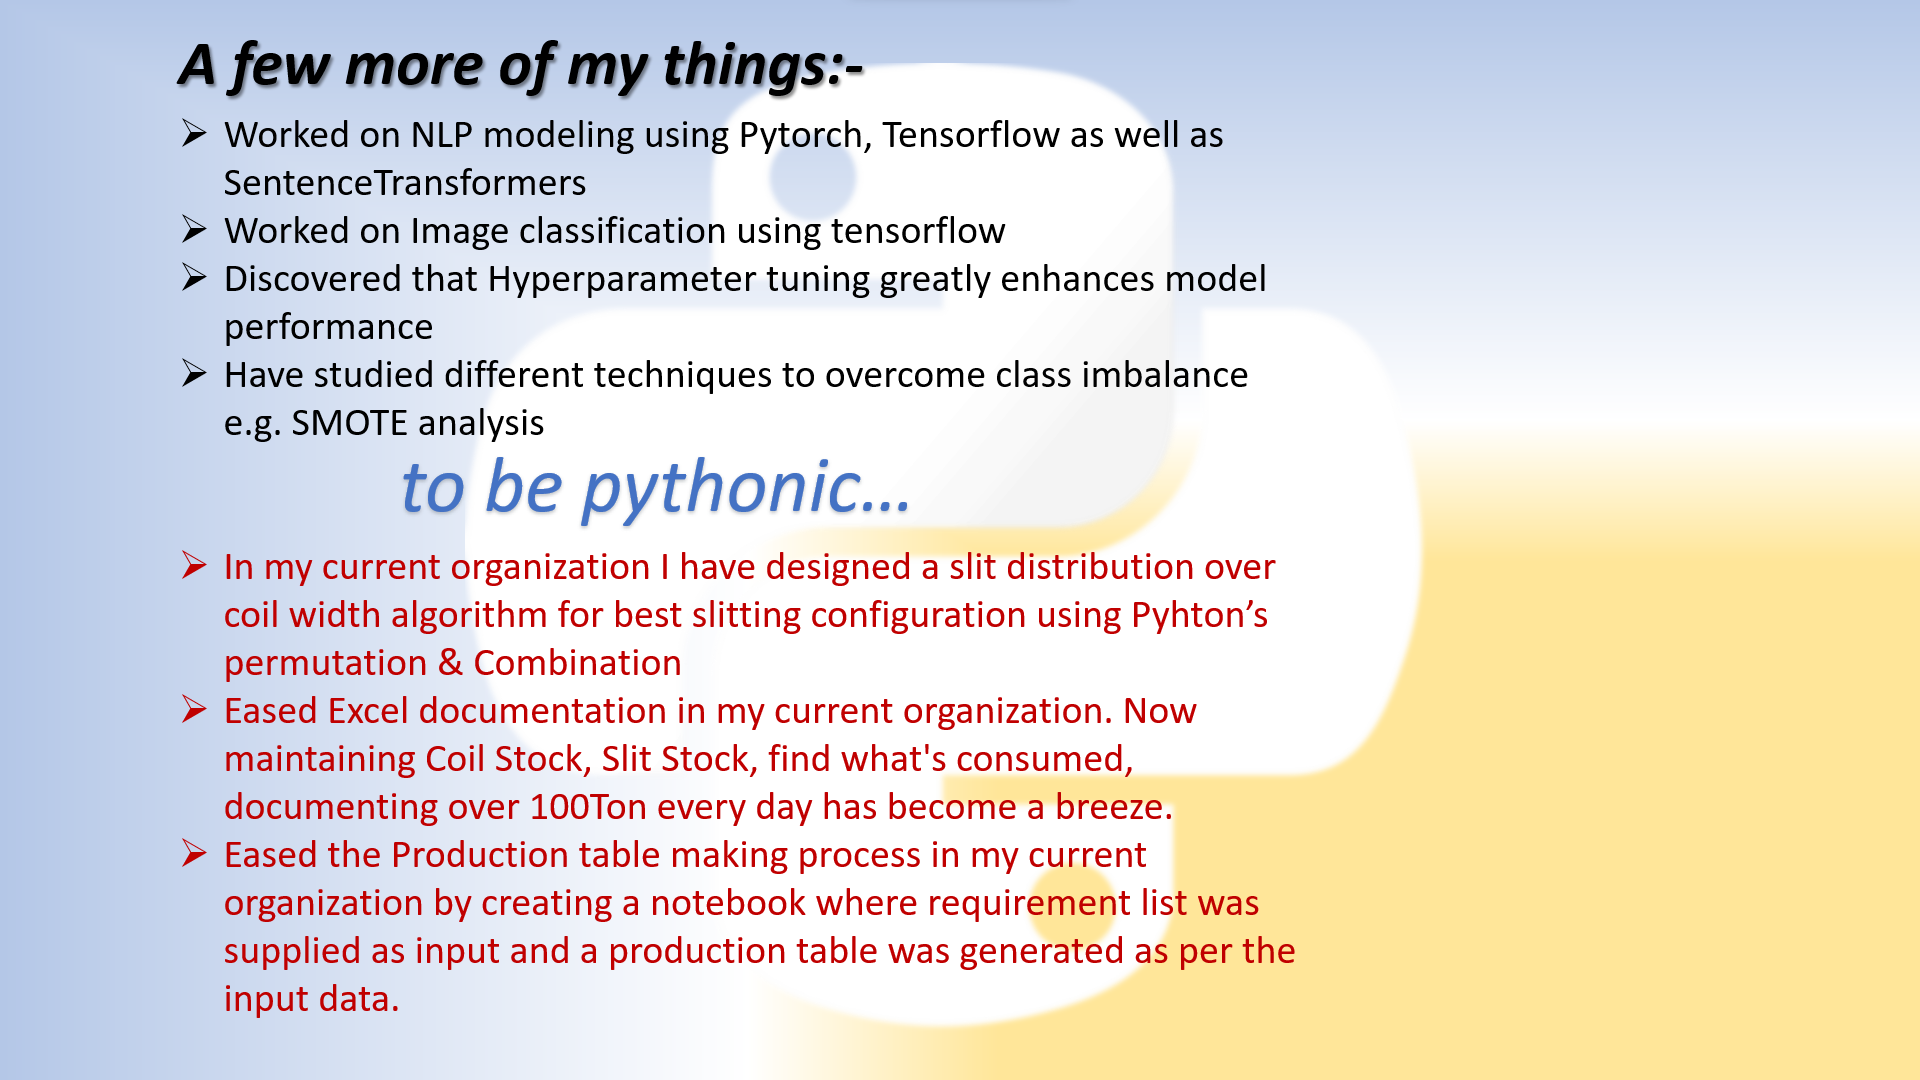 A few more of my things:-
➢ Worked on NLP modeling using Pytorch, Tensorflow as well as
SentenceTransformers
➢ Worked on Image classification using tensorflow
➢ Discovered that Hyperparameter tuning greatly enhances model
performance
➢ Have studied different techniques to overcome class imbalance
e.g. SMOTE analysis
to be pythonic...
➢ In my current organization I have designed a slit distribution over
coil width algorithm for best slitting configuration using Pyhton’s
permutation & Combination
➢ Eased Excel documentation in my current organization. Now
maintaining Coil Stock, Slit Stock, find what's consumed,
documenting over 100Ton every day has become a breeze.
➢ Eased the Production table making process in my current
organization by creating a notebook where requirement list was
supplied as input and a production table was generated as per the
input data.